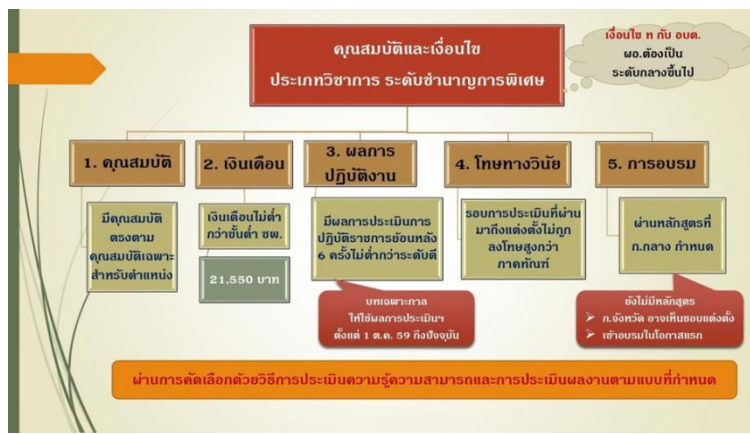 คุณสมบัติและเงื่อนไข
ประเภทวิชาการ ระดับชำนาญการพิเศษ
เงื่อนไข ท กับ อบต.
ผอ.ต้องเป็น
ระดับกลางขึ้นไป
1. คุณสมบัติ
มีคุณสมบัติ
ตรงตาม
คุณสมบัติเฉพาะ
สำหรับตำแหน่ง
2. เงินเดือน
เงินเดือนไม่ต่ำ
กว่าขั้นต่ำ ชพ.
21,550 บาท
3. ผลการ
ปฏิบัติงาน
มีผลการประเมินการ
ปฏิบัติราชการย้อนหลัง
6 ครั้งไม่ต่ำกว่าระดับดี
บทเฉพาะกาล
ให้ใช้ผลการประเมินฯ
ตั้งแต่ 1 ต.ค. 59 ถึงปัจจุบัน
4. โทษทางวินัย
รอบการประเมินที่ผ่าน
มาถึงแต่งตั้งไม่ถูก
ลงโทษสูงกว่า
ภาคทัณฑ์
5. การอบรม
ผ่านหลักสูตรที่
ก.กลาง กำหนด
ยังไม่มีหลักสูตร
➢ ก.จังหวัด อาจเห็นชอบแต่งตั้ง
➢ เข้าอบรมในโอกาสแรก
ผ่านการคัดเลือกด้วยวิธีการประเมินความรู้ความสามารถและการประเมินผลงานตามแบบที่กำหนด